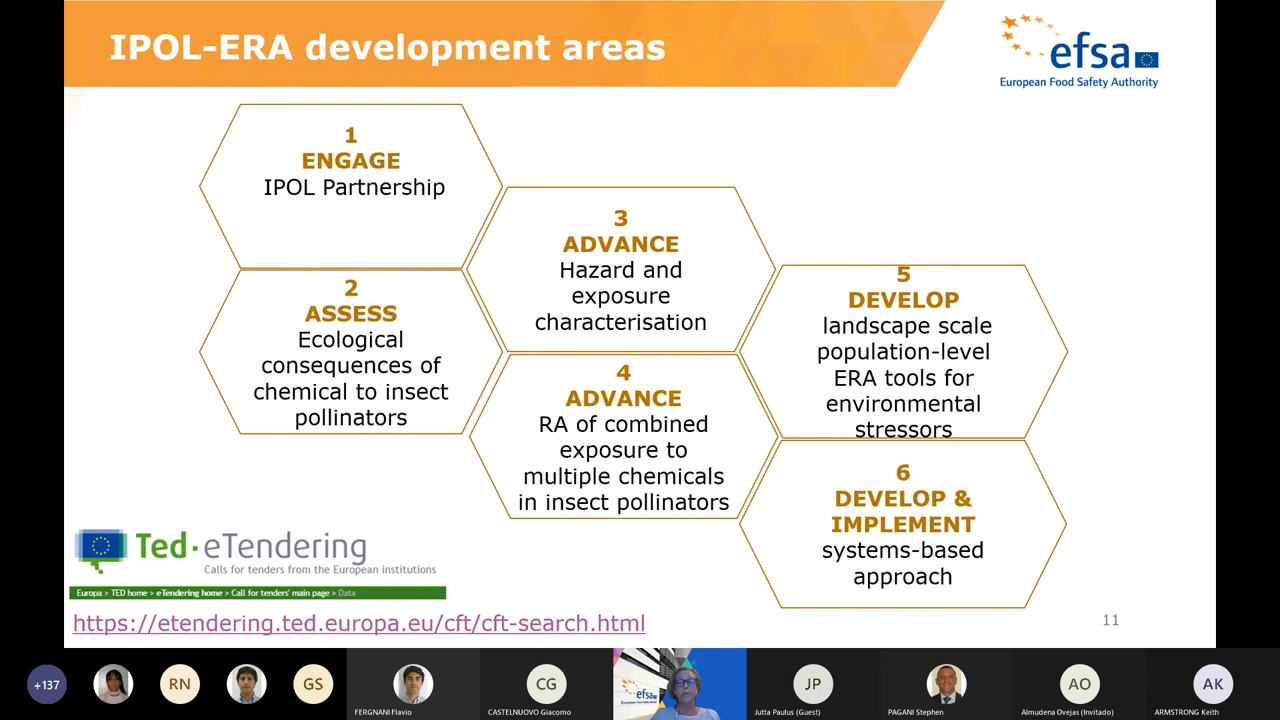 IPOL-ERA development areas
efsa
European Food Safety Authority
1
ENGAGE
IPOL Partnership
2
ASSESS
Ecological
consequences of
chemical to insect
pollinators
3
ADVANCE
Hazard and
exposure
characterisation
4
ADVANCE
RA of combined
exposure to
multiple chemicals
in insect pollinators
5
DEVELOP
landscape scale
population-level
ERA tools for
environmental
stressors
6
DEVELOP &
IMPLEMENT
systems-based
approach
Ted·eTendering
Calls for tenders from the European institutions
Europa > TED home > eTendering home > Call for tenders' main page > Data
https://etendering.ted.europa.eu/cft/cft-search.html
11
+137
RN
GS
FERGNANI Flavio
CG
CASTELNUOVO Giacomo
efsa
JP
Jutta Paulus (Guest)
PAGANI Stephen
AO
Almudena Ovejas (Invitado)
AK
ARMSTRONG Keith